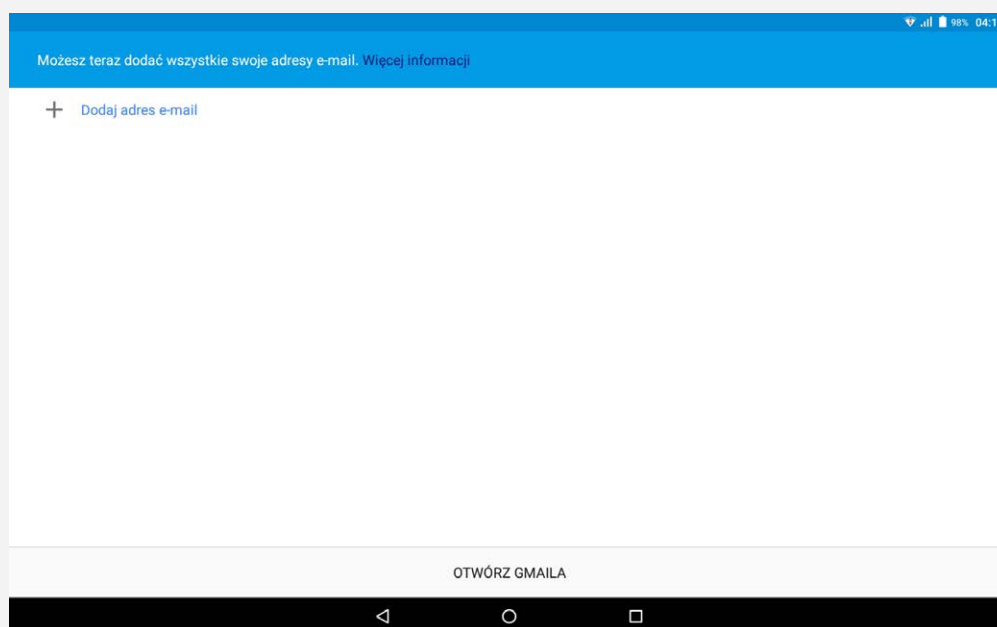 98% 04:1
Możesz teraz dodać wszystkie swoje adresy e-mail. Więcej informacji
Dodaj adres e-mail
OTWÓRZ GMAILA